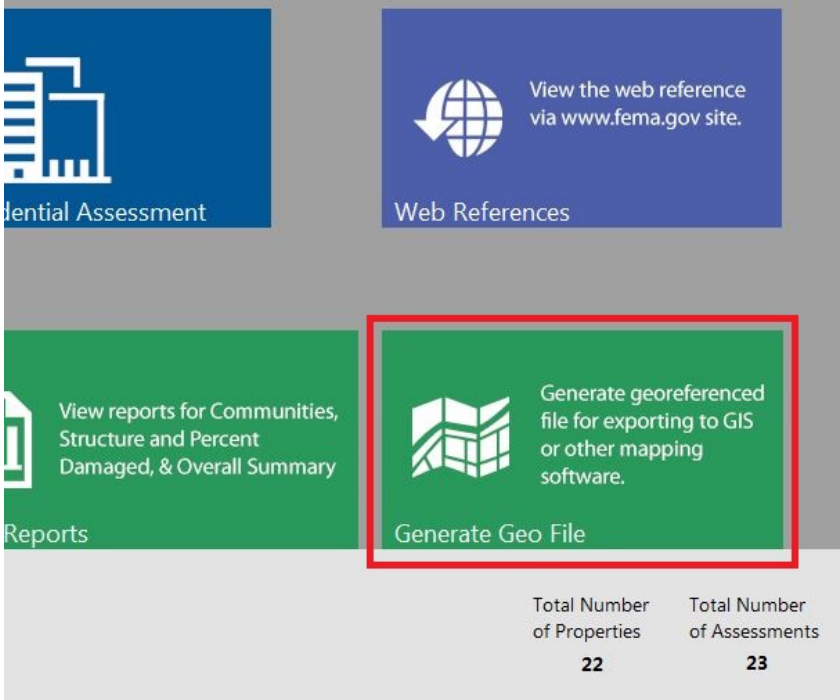 View the web reference
via www.fema.gov site.
dential Assessment
Web References
View reports for Communities,
Structure and Percent
Damaged, & Overall Summary
Reports
Generate georeferenced
file for exporting to GIS
or other mapping
software.
Generate Geo File
Total Number
of Properties
22
Total Number
of Assessments
23